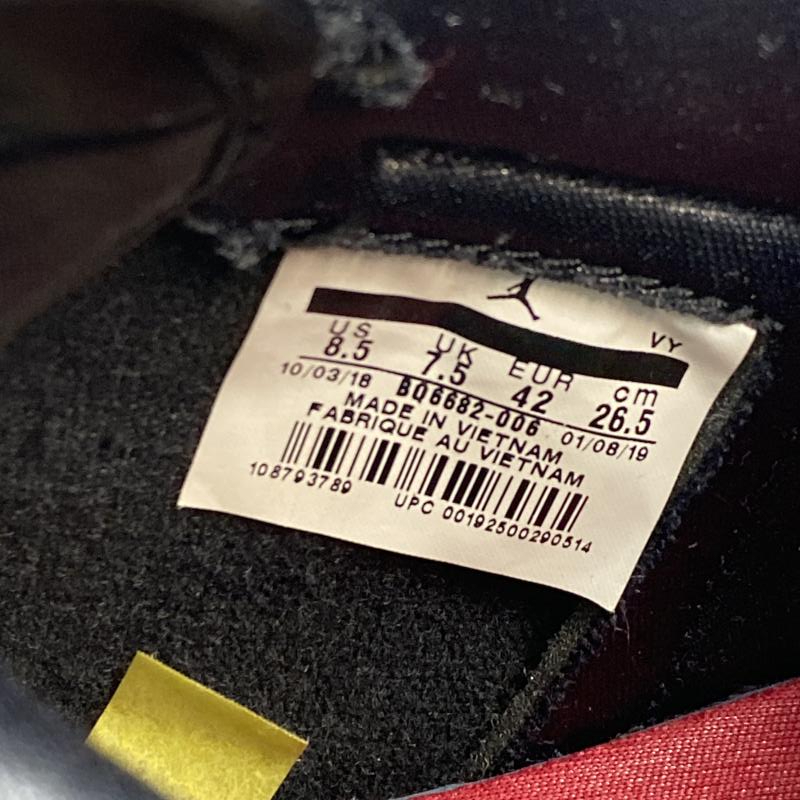 VY
US UK EUR cm
8.5 7.5 42 26.5
10/03/18 BQ6682-006 01/08/19
MADE IN VIETNAM
FABRIQUE AU VIETNAM
108793789
UPC 00192500290514